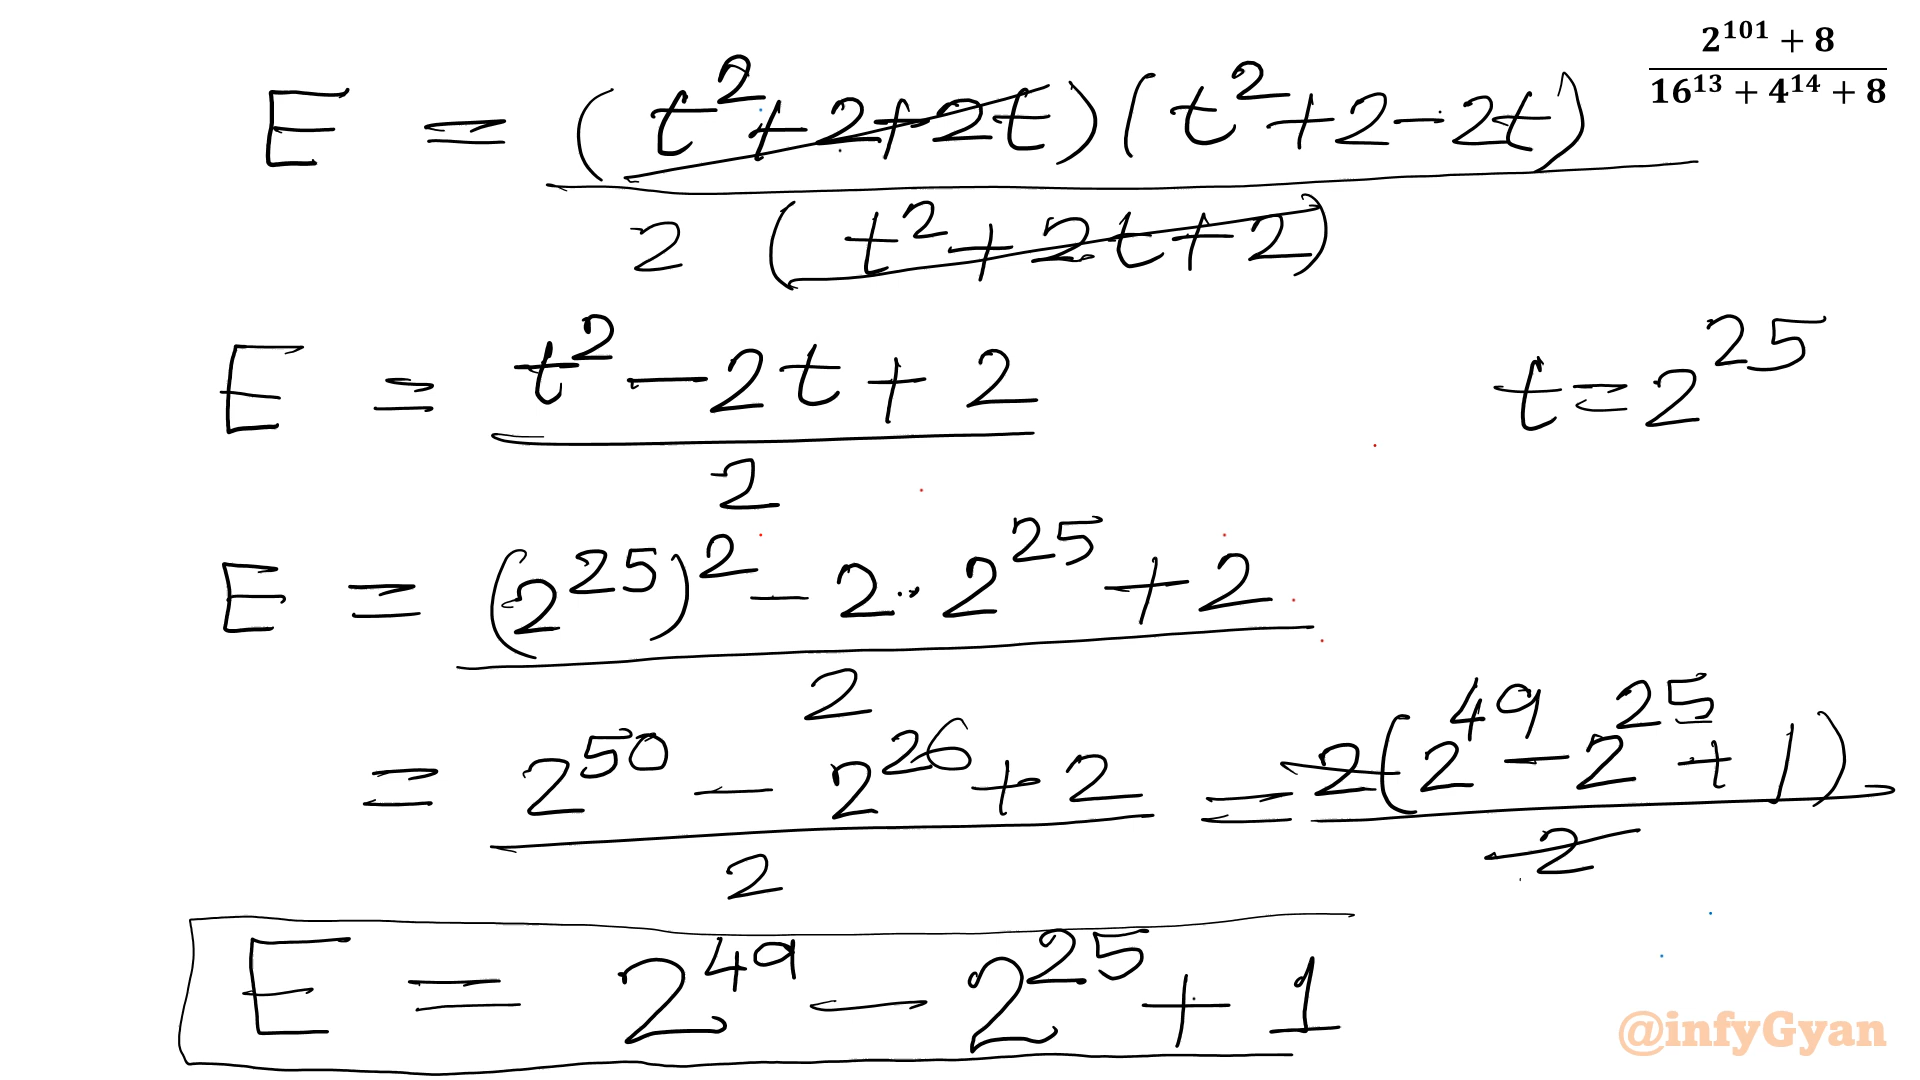 (2^101 + 8)/(16^13 + 4^14 + 8)
E = ((t^2+2+2t)(t^2+2-2t))/(2(t^2+2t+2))
E = (t^2-2t+2)/2
t=2^25
E = ((2^25)^2 - 2·2^25 + 2)/2
= (2^50 - 2^26 + 2)/2 = 2(2^49 - 2^25 + 1)/2
E = 2^49 - 2^25 + 1
@infyGyan